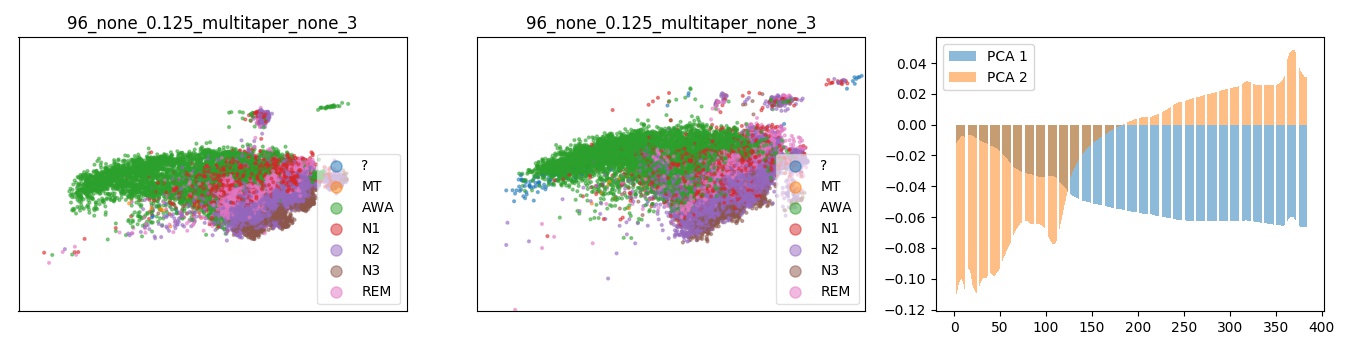 96_none_0.125_multitaper_none_3
?
MT
AWA
N1
N2
N3
REM
96_none_0.125_multitaper_none_3
?
MT
AWA
N1
N2
N3
REM
PCA 1
PCA 2
0.04
0.02
0.00
−0.02
−0.04
−0.06
−0.08
−0.10
−0.12
0 50 100 150 200 250 300 350 400